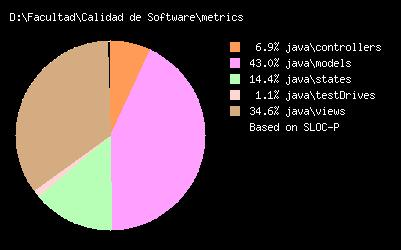 D:\Facultad\Calidad de Software\metrics
6.9% java\controllers
43.0% java\models
14.4% java\states
1.1% java\testDrives
34.6% java\views
Based on SLOC-P